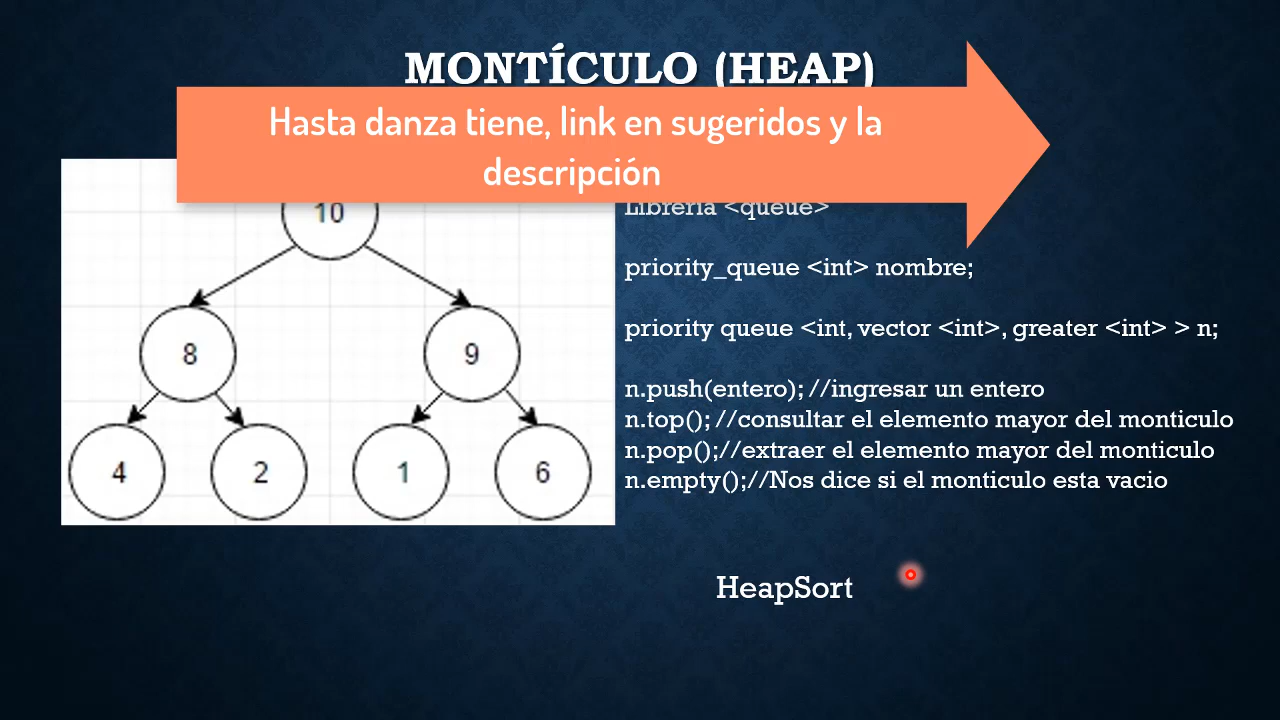 MONTÍCULO (HEAP)
Hasta danza tiene, link en sugeridos y la
descripción
Librería <queue>
10
8
9
4
2
1
6
priority_queue <int> nombre;
priority queue <int, vector <int>, greater <int> > n;
n.push(entero); //ingresar un entero
n.top(); //consultar el elemento mayor del monticulo
n.pop();//extraer el elemento mayor del monticulo
n.empty();//Nos dice si el monticulo esta vacio
HeapSort